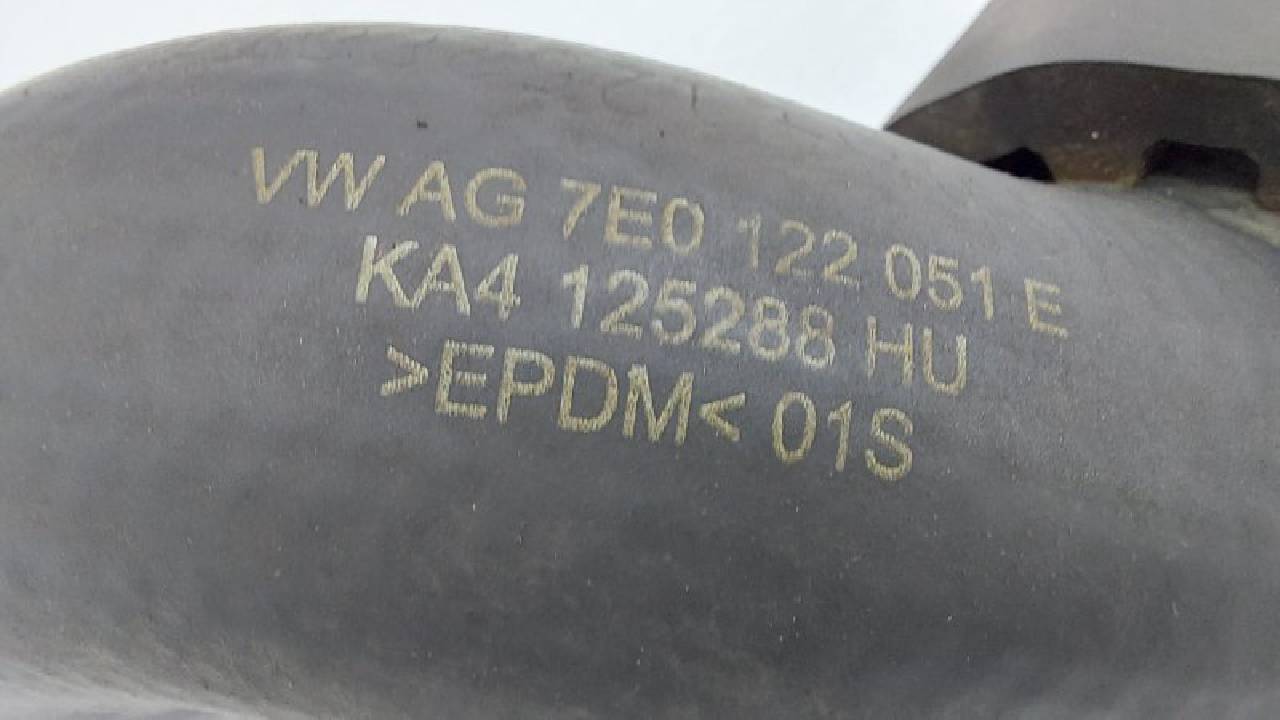 VW AG 7E0 122 051 E
KA4 125288 HU
>EPDM< 01S